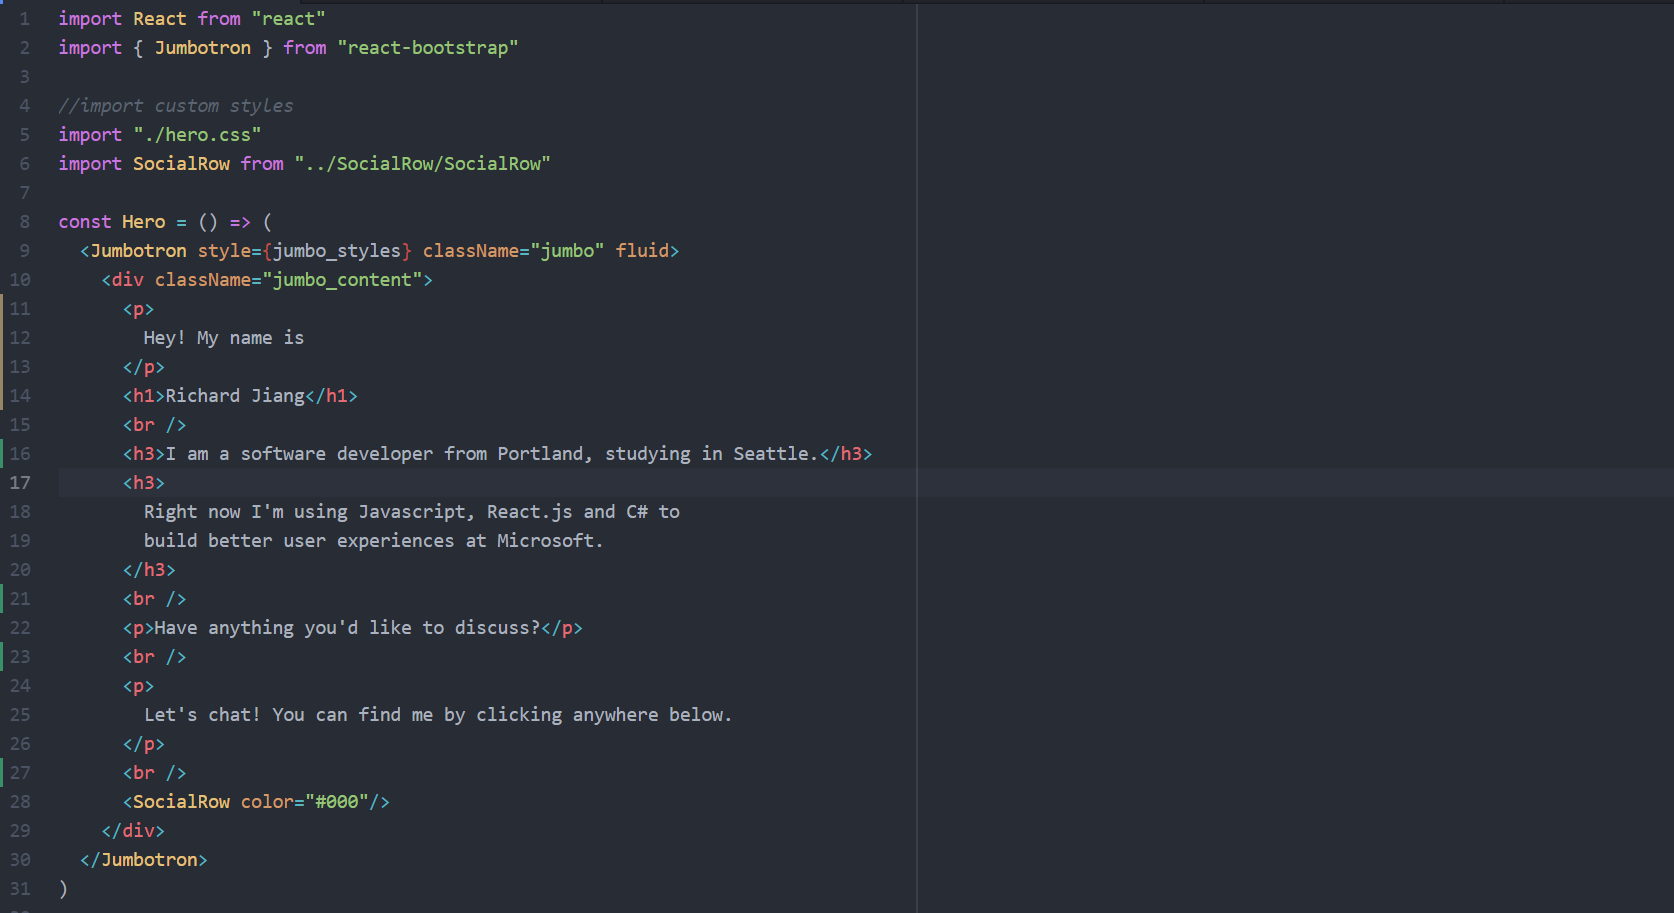 1 import React from "react"
2 import { Jumbotron } from "react-bootstrap"
3
4 //import custom styles
5 import "./hero.css"
6 import SocialRow from "../SocialRow/SocialRow"
7
8 const Hero = () => (
9   <Jumbotron style={jumbo_styles} className="jumbo" fluid>
10     <div className="jumbo_content">
11       <p>
12         Hey! My name is
13       </p>
14       <h1>Richard Jiang</h1>
15       <br />
16       <h3>I am a software developer from Portland, studying in Seattle.</h3>
17       <h3>
18         Right now I'm using Javascript, React.js and C# to
19         build better user experiences at Microsoft.
20       </h3>
21       <br />
22       <p>Have anything you'd like to discuss?</p>
23       <br />
24       <p>
25         Let's chat! You can find me by clicking anywhere below.
26       </p>
27       <br />
28       <SocialRow color="#000"/>
29     </div>
30   </Jumbotron>
31 )